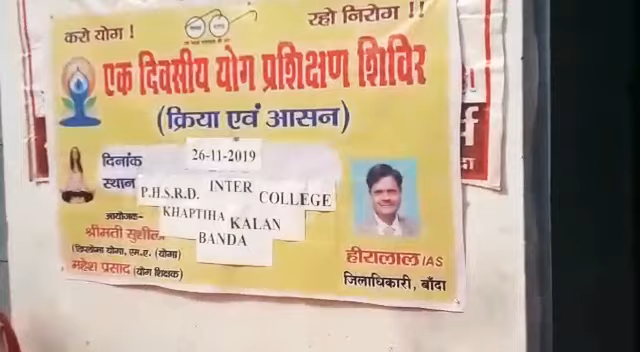 करो योग !
रहो निरोग !!
एक दिवसीय योग प्रशिक्षण शिविर
(क्रिया एवं आसन)
दिनांक
26-11-2019
स्थान
P.H.S.R.D. INTER COLLEGE
KHAPTIHA KALAN
BANDA
आयोजक-
श्रीमती सुशील
(डिप्लोमा योगा, एम.ए. (योगा)
महेश प्रसाद (योग शिक्षक)
हीरालाल IAS
जिलाधिकारी, बाँदा